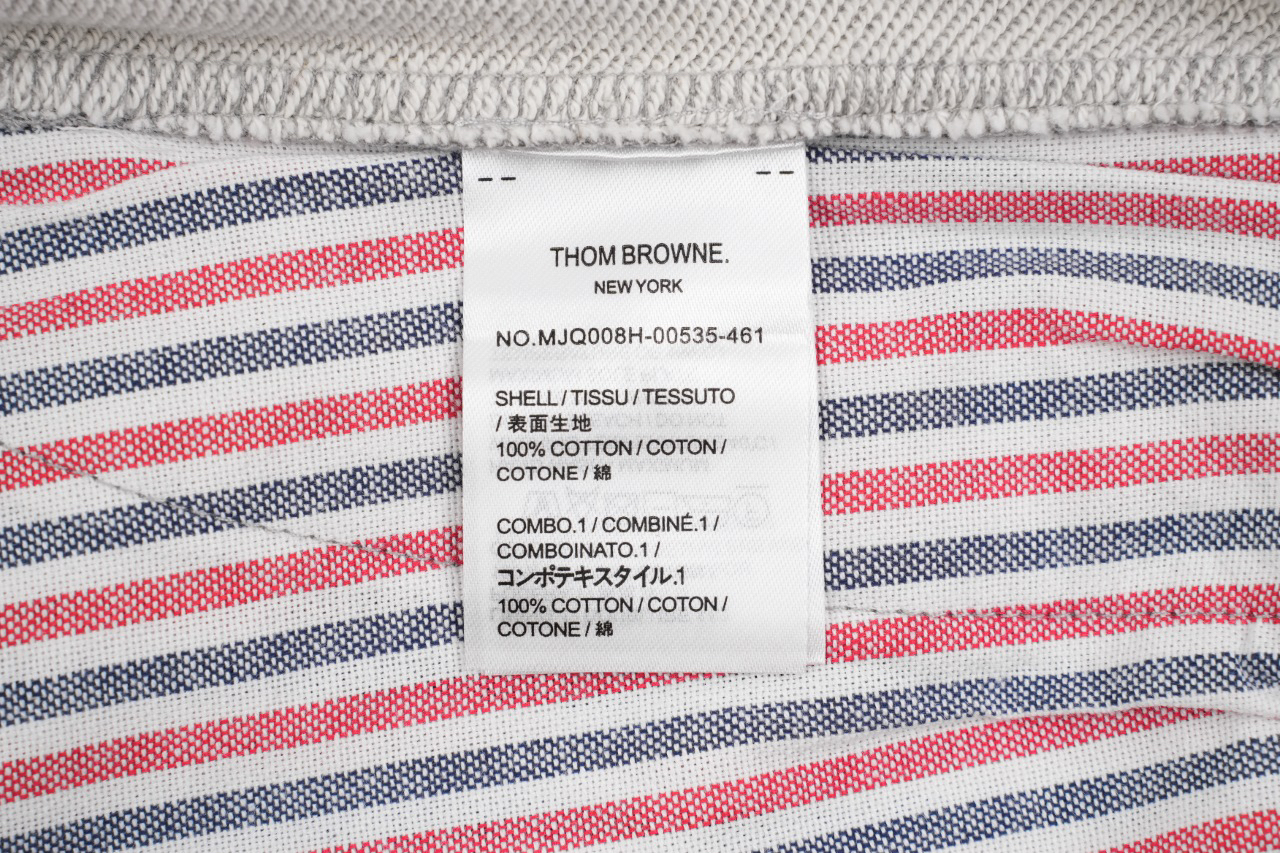 THOM BROWNE.
NEW YORK
NO.MJQ008H-00535-461
SHELL / TISSU / TESSUTO
/ 表面生地
100% COTTON / COTON /
COTONE / 綿
COMBO.1 / COMBINÉ.1 /
COMBOINATO.1 /
コンポテキスタイル.1
100% COTTON / COTON /
COTONE / 綿